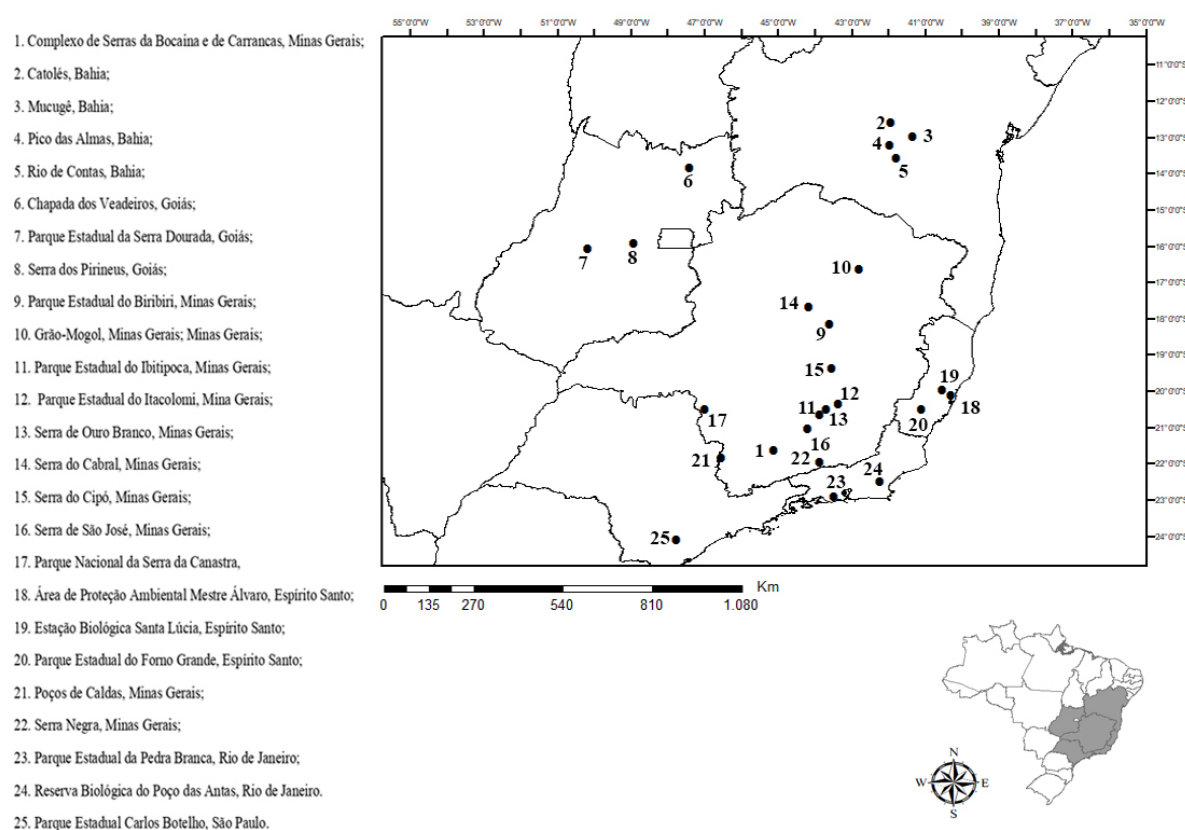 1. Complexo de Serras da Bocaina e de Carrancas, Minas Gerais;
2. Catolés, Bahia;
3. Mucugê, Bahia;
4. Pico das Almas, Bahia;
5. Rio de Contas, Bahia;
6. Chapada dos Veadeiros, Goiás;
7. Parque Estadual da Serra Dourada, Goiás;
8. Serra dos Pirineus, Goiás;
9. Parque Estadual do Biribiri, Minas Gerais;
10. Grão-Mogol, Minas Gerais; Minas Gerais;
11. Parque Estadual do Ibitipoca, Minas Gerais;
12. Parque Estadual do Itacolomi, Mina Gerais;
13. Serra de Ouro Branco, Minas Gerais;
14. Serra do Cabral, Minas Gerais;
15. Serra do Cipó, Minas Gerais;
16. Serra de São José, Minas Gerais;
17. Parque Nacional da Serra da Canastra,
18. Área de Proteção Ambiental Mestre Álvaro, Espírito Santo;
19. Estação Biológica Santa Lúcia, Espírito Santo;
20. Parque Estadual do Forno Grande, Espírito Santo;
21. Poços de Caldas, Minas Gerais;
22. Serra Negra, Minas Gerais;
23. Parque Estadual da Pedra Branca, Rio de Janeiro;
24. Reserva Biológica do Poço das Antas, Rio de Janeiro.
25. Parque Estadual Carlos Botelho, São Paulo.
55°0'0"W 53°0'0"W 51°0'0"W 49°0'0"W 47°0'0"W 45°0'0"W 43°0'0"W 41°0'0"W 39°0'0"W 37°0'0"W 35°0'0"W
11°0'0"S
12°0'0"S
13°0'0"S
14°0'0"S
15°0'0"S
16°0'0"S
17°0'0"S
18°0'0"S
19°0'0"S
20°0'0"S
21°0'0"S
22°0'0"S
23°0'0"S
24°0'0"S
2
3
4
5
6
7
8
10
14
9
15
19
12
11
13
18
20
17
16
1
21
22
24
23
25
Km
0 135 270 540 810 1.080
N
W E
S